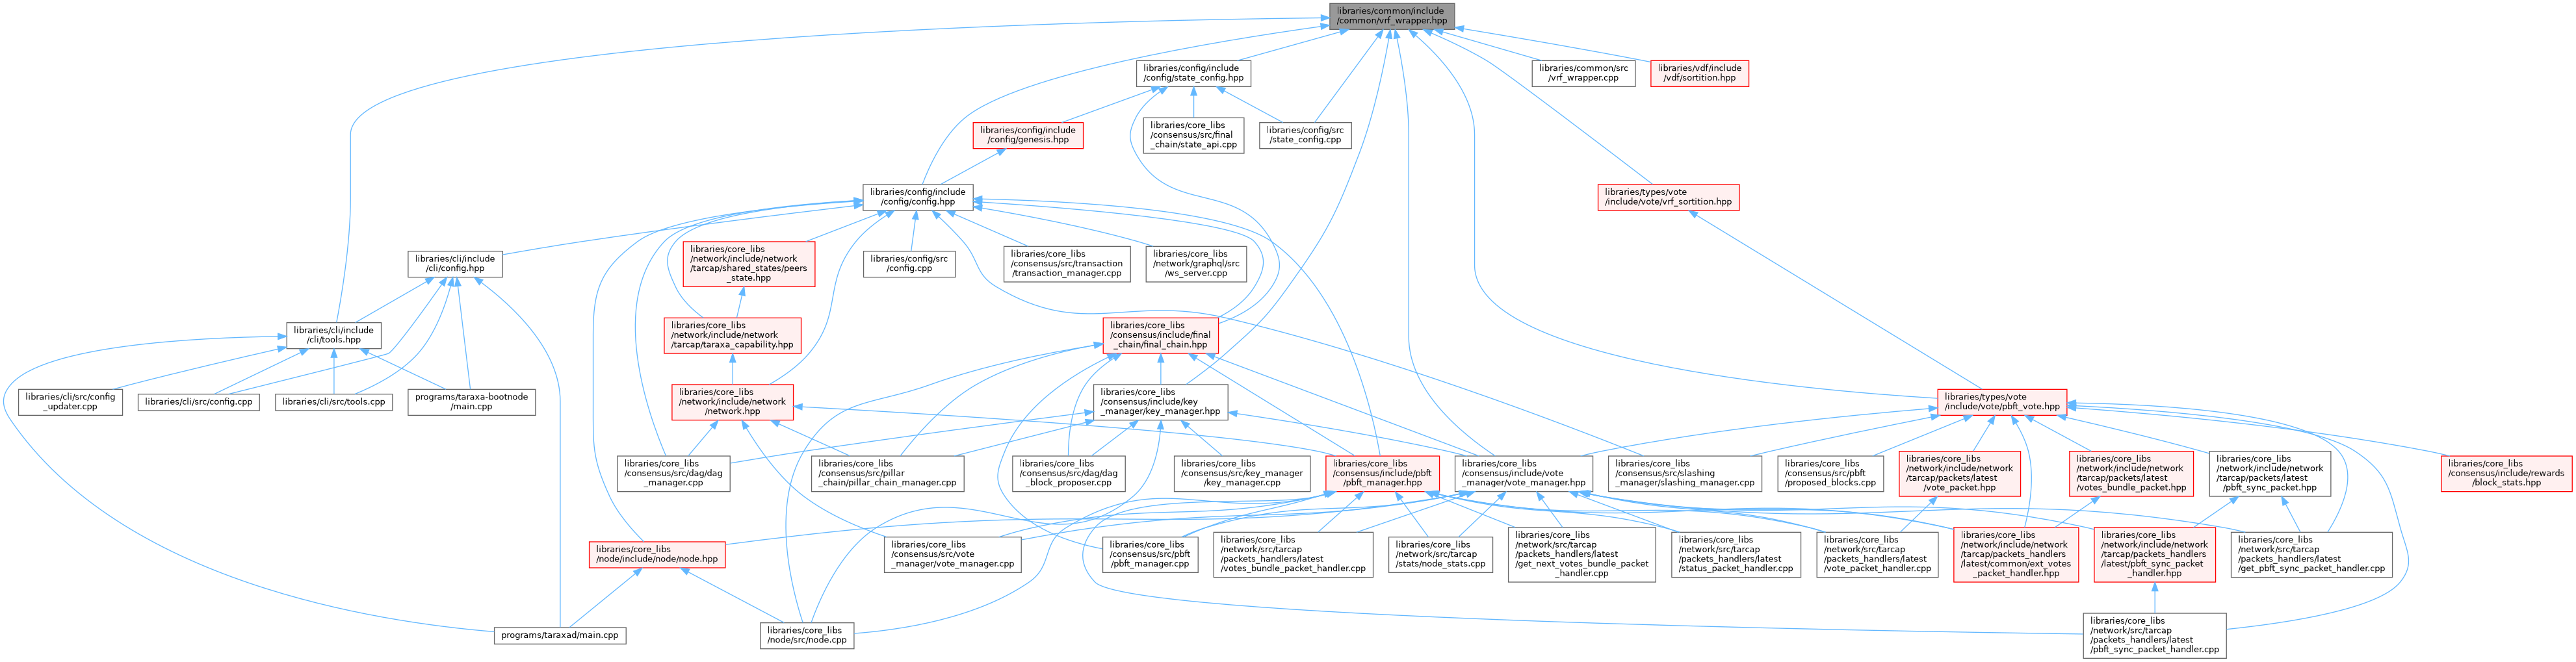 libraries/common/include
/common/vrf_wrapper.hpp
libraries/config/include
/config/state_config.hpp
libraries/common/src
/vrf_wrapper.cpp
libraries/vdf/include
/vdf/sortition.hpp
libraries/config/include
/config/genesis.hpp
libraries/core_libs
/consensus/src/final
_chain/state_api.cpp
libraries/config/src
/state_config.cpp
libraries/config/include
/config/config.hpp
libraries/types/vote
/include/vote/vrf_sortition.hpp
libraries/cli/include
/cli/config.hpp
libraries/core_libs
/network/include/network
/tarcap/shared_states/peers
_state.hpp
libraries/config/src
/config.cpp
libraries/core_libs
/consensus/src/transaction
/transaction_manager.cpp
libraries/core_libs
/network/graphql/src
/ws_server.cpp
libraries/cli/include
/cli/tools.hpp
libraries/core_libs
/network/include/network
/tarcap/taraxa_capability.hpp
libraries/core_libs
/consensus/include/final
_chain/final_chain.hpp
libraries/cli/src/config
_updater.cpp
libraries/cli/src/config.cpp
libraries/cli/src/tools.cpp
programs/taraxa-bootnode
/main.cpp
libraries/core_libs
/network/include/network
/network.hpp
libraries/core_libs
/consensus/include/key
_manager/key_manager.hpp
libraries/types/vote
/include/vote/pbft_vote.hpp
libraries/core_libs
/consensus/src/dag/dag
_manager.cpp
libraries/core_libs
/consensus/src/pillar
_chain/pillar_chain_manager.cpp
libraries/core_libs
/consensus/src/dag/dag
_block_proposer.cpp
libraries/core_libs
/consensus/src/key_manager
/key_manager.cpp
libraries/core_libs
/consensus/include/pbft
/pbft_manager.hpp
libraries/core_libs
/consensus/include/vote
_manager/vote_manager.hpp
libraries/core_libs
/consensus/src/slashing
_manager/slashing_manager.cpp
libraries/core_libs
/consensus/src/pbft
/proposed_blocks.cpp
libraries/core_libs
/network/include/network
/tarcap/packets/latest
/vote_packet.hpp
libraries/core_libs
/network/include/network
/tarcap/packets/latest
/votes_bundle_packet.hpp
libraries/core_libs
/network/include/network
/tarcap/packets/latest
/pbft_sync_packet.hpp
libraries/core_libs
/consensus/include/rewards
/block_stats.hpp
libraries/core_libs
/node/include/node/node.hpp
libraries/core_libs
/consensus/src/vote
_manager/vote_manager.cpp
libraries/core_libs
/consensus/src/pbft
/pbft_manager.cpp
libraries/core_libs
/network/src/tarcap
/packets_handlers/latest
/votes_bundle_packet_handler.cpp
libraries/core_libs
/network/src/tarcap
/stats/node_stats.cpp
libraries/core_libs
/network/src/tarcap
/packets_handlers/latest
/get_next_votes_bundle_packet
_handler.cpp
libraries/core_libs
/network/src/tarcap
/packets_handlers/latest
/status_packet_handler.cpp
libraries/core_libs
/network/src/tarcap
/packets_handlers/latest
/vote_packet_handler.cpp
libraries/core_libs
/network/include/network
/tarcap/packets_handlers
/latest/common/ext_votes
_packet_handler.hpp
libraries/core_libs
/network/include/network
/tarcap/packets_handlers
/latest/pbft_sync_packet
_handler.hpp
libraries/core_libs
/network/src/tarcap
/packets_handlers/latest
/get_pbft_sync_packet_handler.cpp
programs/taraxad/main.cpp
libraries/core_libs
/node/src/node.cpp
libraries/core_libs
/network/src/tarcap
/packets_handlers/latest
/pbft_sync_packet_handler.cpp